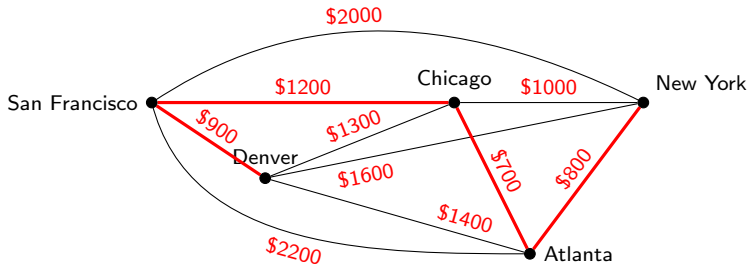 $2000
Chicago
New York
$1200
$1000
San Francisco
$900
$1300
Denver
$1600
$700
$800
$1400
$2200
Atlanta